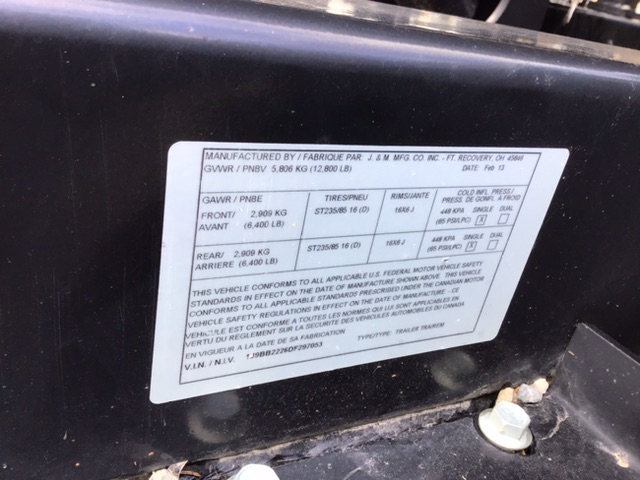 MANUFACTURED BY / FABRIQUE PAR: J. & M. MFG. CO. INC. - FT. RECOVERY, OH 45846
GVWR / PNBV 5,806 KG (12,800 LB) DATE: Feb 13
GAWR / PNBE TIRES/PNEU RIMS/JANTE COLD INFL. PRESS./
PRESS. DE GONFL. A FROID
FRONT/ 2,909 KG ST235/85 16 (D) 16X6 J 448 KPA SINGLE DUAL
AVANT (6,400 LB) (65 PSI/LPC) X
REAR/ 2,909 KG ST235/85 16 (D) 16X6 J 448 KPA SINGLE DUAL
ARRIERE (6,400 LB) (65 PSI/LPC) X
THIS VEHICLE CONFORMS TO ALL APPLICABLE U.S. FEDERAL MOTOR VEHICLE SAFETY
STANDARDS IN EFFECT ON THE DATE OF MANUFACTURE SHOWN ABOVE. THIS VEHICLE
CONFORMS TO ALL APPLICABLE STANDARDS PRESCRIBED UNDER THE CANADIAN MOTOR
VEHICLE SAFETY REGULATIONS IN EFFECT ON THE DATE OF MANUFACTURE - CE
VEHICULE EST CONFORME A TOUTES LES NORMES QUI LUI SONT APPLICABLES EN
VERTU DU REGLEMENT SUR LA SECURITE DES VEHICULES AUTOMOBILES DU CANADA
EN VIGUEUR A LA DATE DE SA FABRICATION TYPE/TYPE: TRAILER TRA/REM
V.I.N. / N.I.V. 1J9BB2226DF297053